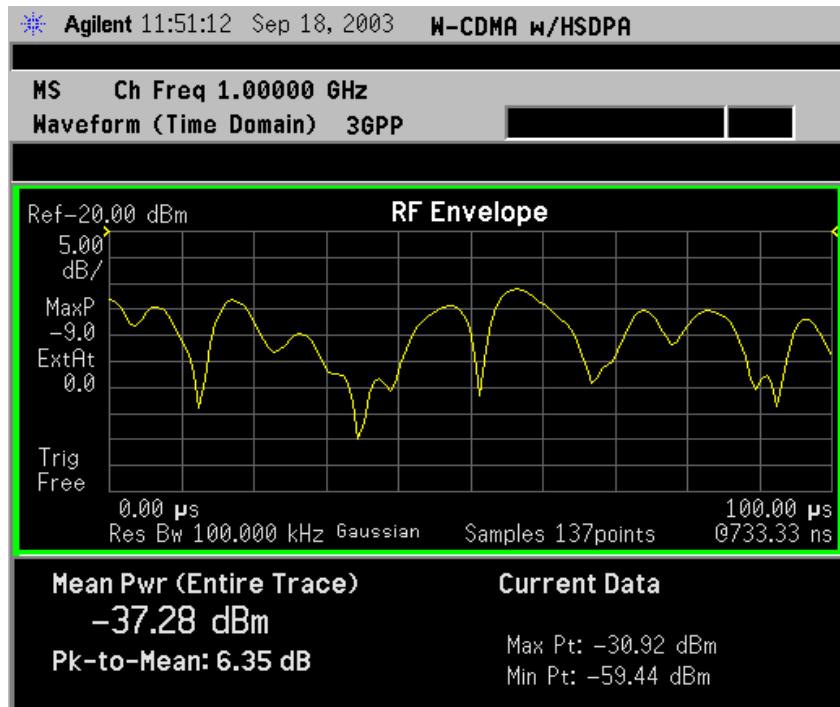 Agilent 11:51:12 Sep 18, 2003 W-CDMA w/HSDPA
MS Ch Freq 1.00000 GHz
Waveform (Time Domain) 3GPP
Ref-20.00 dBm RF Envelope
5.00
dB/
MaxP
-9.0
ExtAt
0.0
Trig
Free
0.00 µs 100.00 µs
Res Bw 100.000 kHz Gaussian Samples 137points @733.33 ns
Mean Pwr (Entire Trace) Current Data
-37.28 dBm
Max Pt: -30.92 dBm
Pk-to-Mean: 6.35 dB
Min Pt: -59.44 dBm